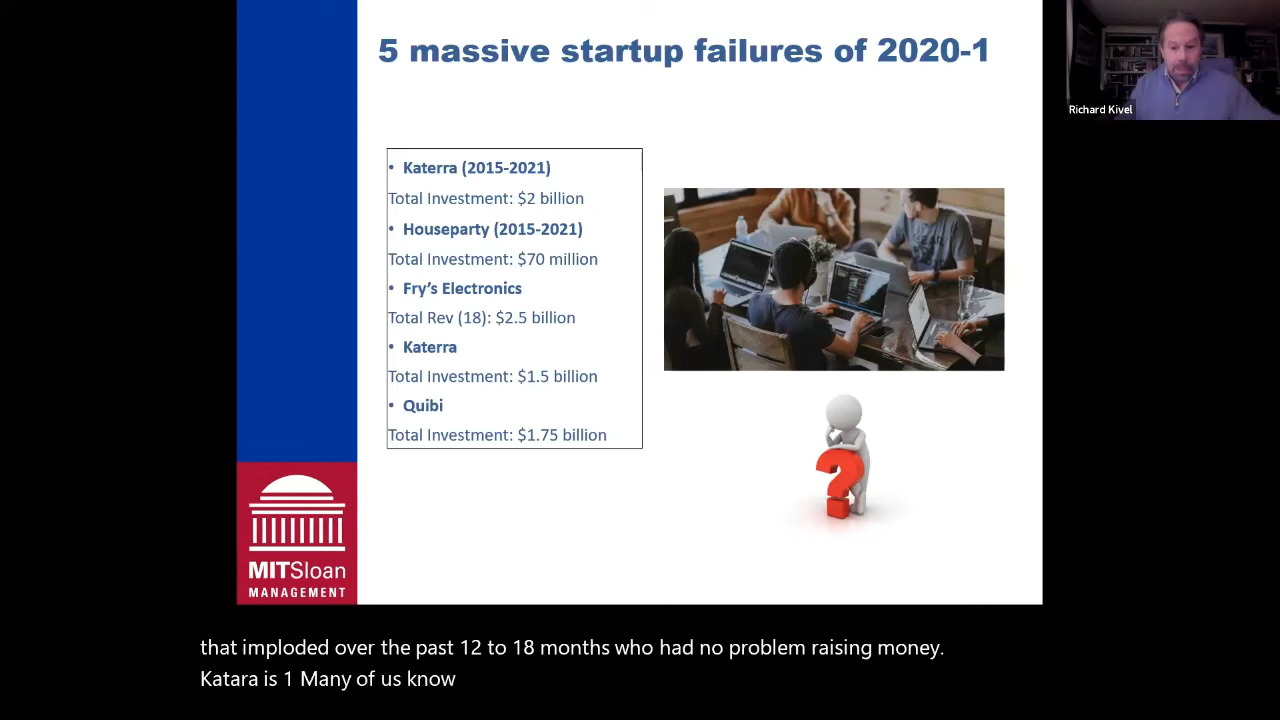 5 massive startup failures of 2020-1
Richard Kivel
• Katerra (2015-2021)
Total Investment: $2 billion
• Houseparty (2015-2021)
Total Investment: $70 million
• Fry's Electronics
Total Rev (18): $2.5 billion
• Katerra
Total Investment: $1.5 billion
• Quibi
Total Investment: $1.75 billion
?
MITSloan
MANAGEMENT
that imploded over the past 12 to 18 months who had no problem raising money.
Katara is 1 Many of us know